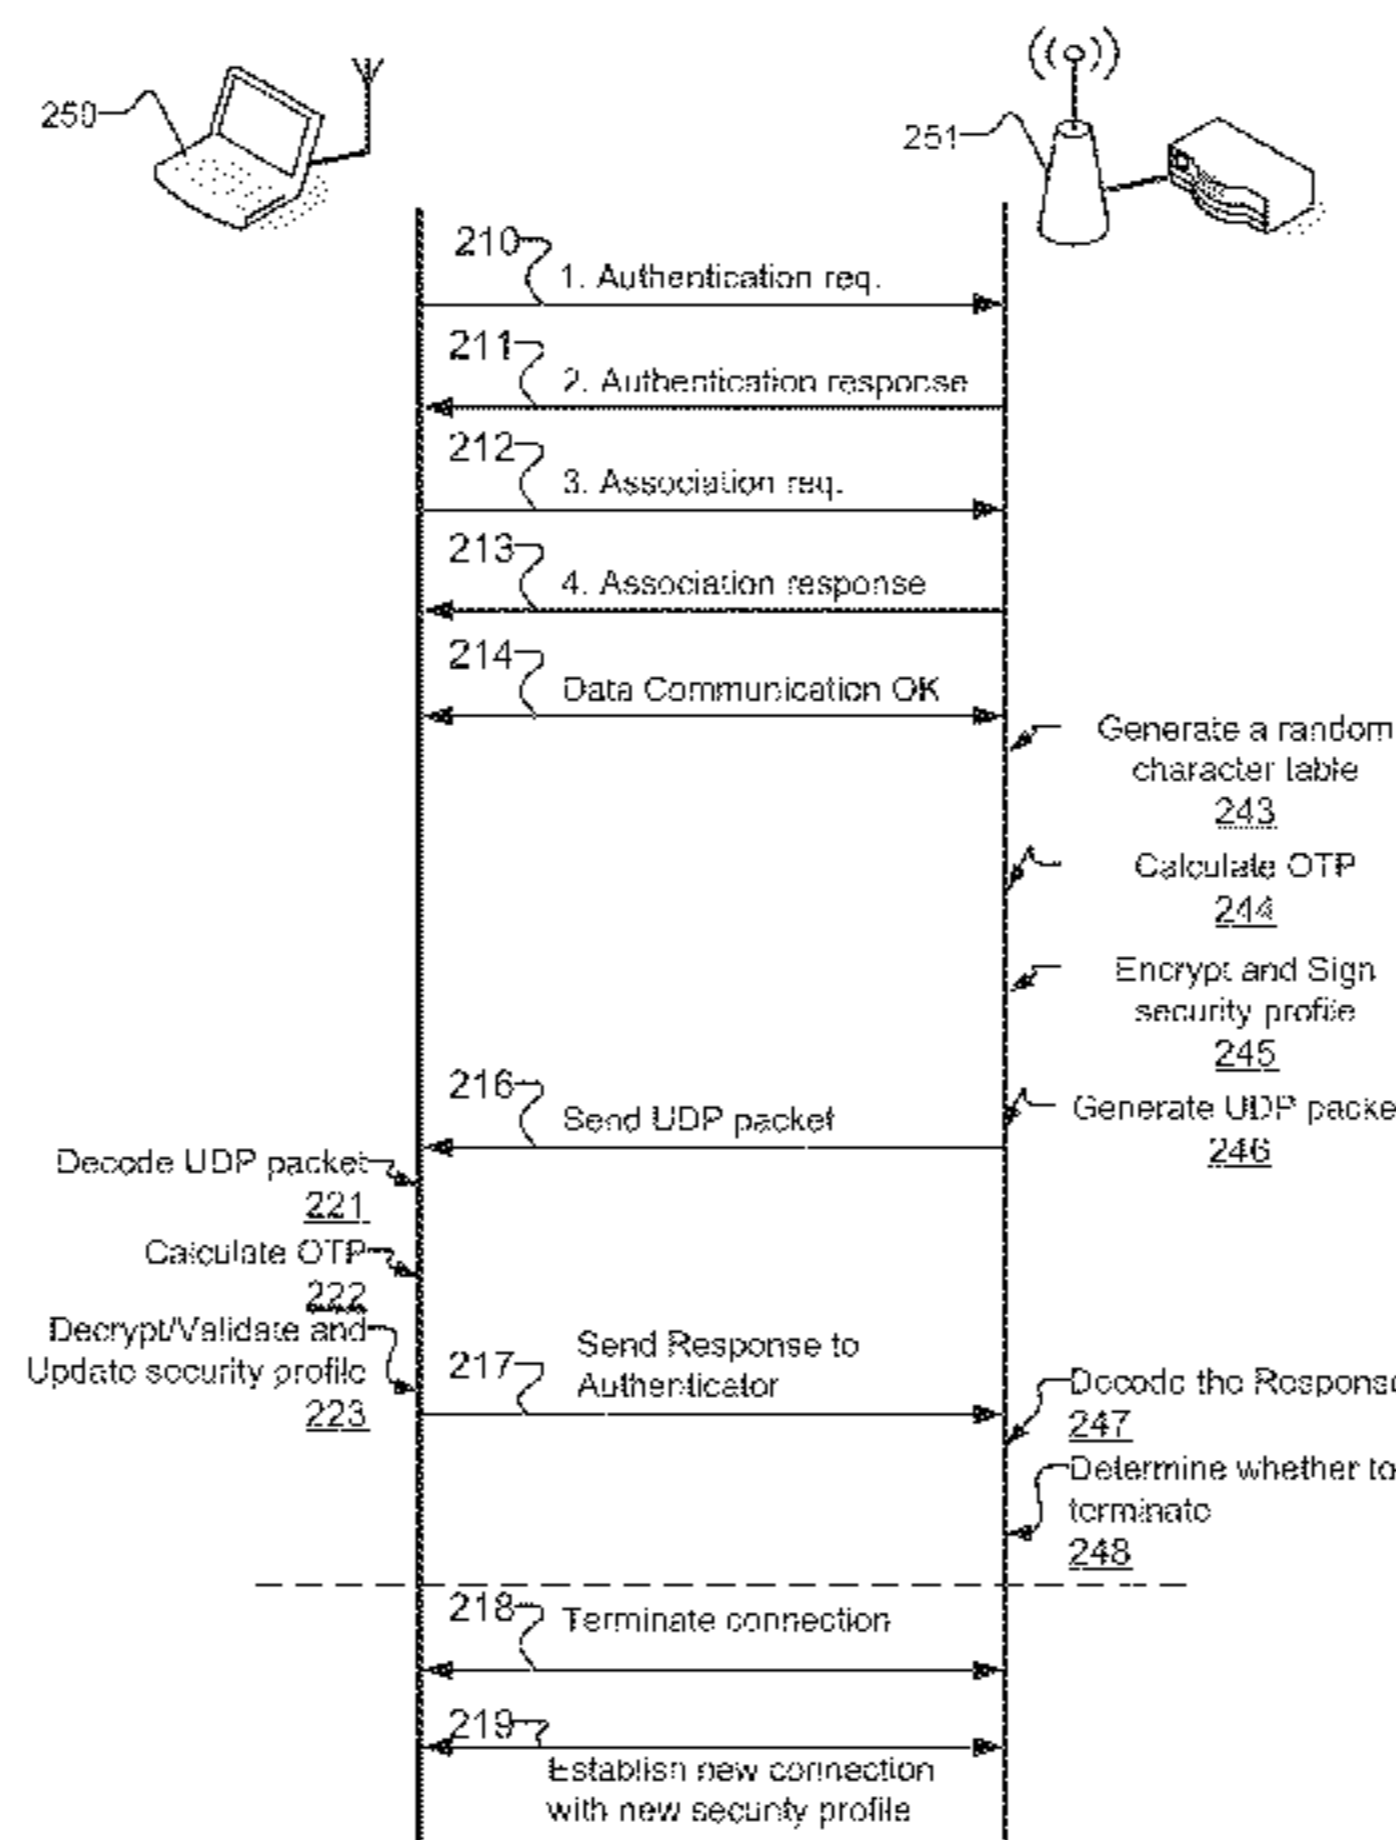 250
251
210
1. Authentication req.
211
2. Authentication response
212
3. Association req.
213
4. Association response
214
Data Communication OK
Generate a random
character table
243
Calculate OTP
244
Encrypt and Sign
security profile
245
216
Send UDP packet
Generate UDP packe
246
Decode UDP packet
221
Calculate OTP
222
Decrypt/Validate and
Update security profile
223
217
Send Response to
Authenticator
Decode the Response
247
Determine whether to
terminate
248
218
Terminate connection
219
Establish new connection
with new security profile